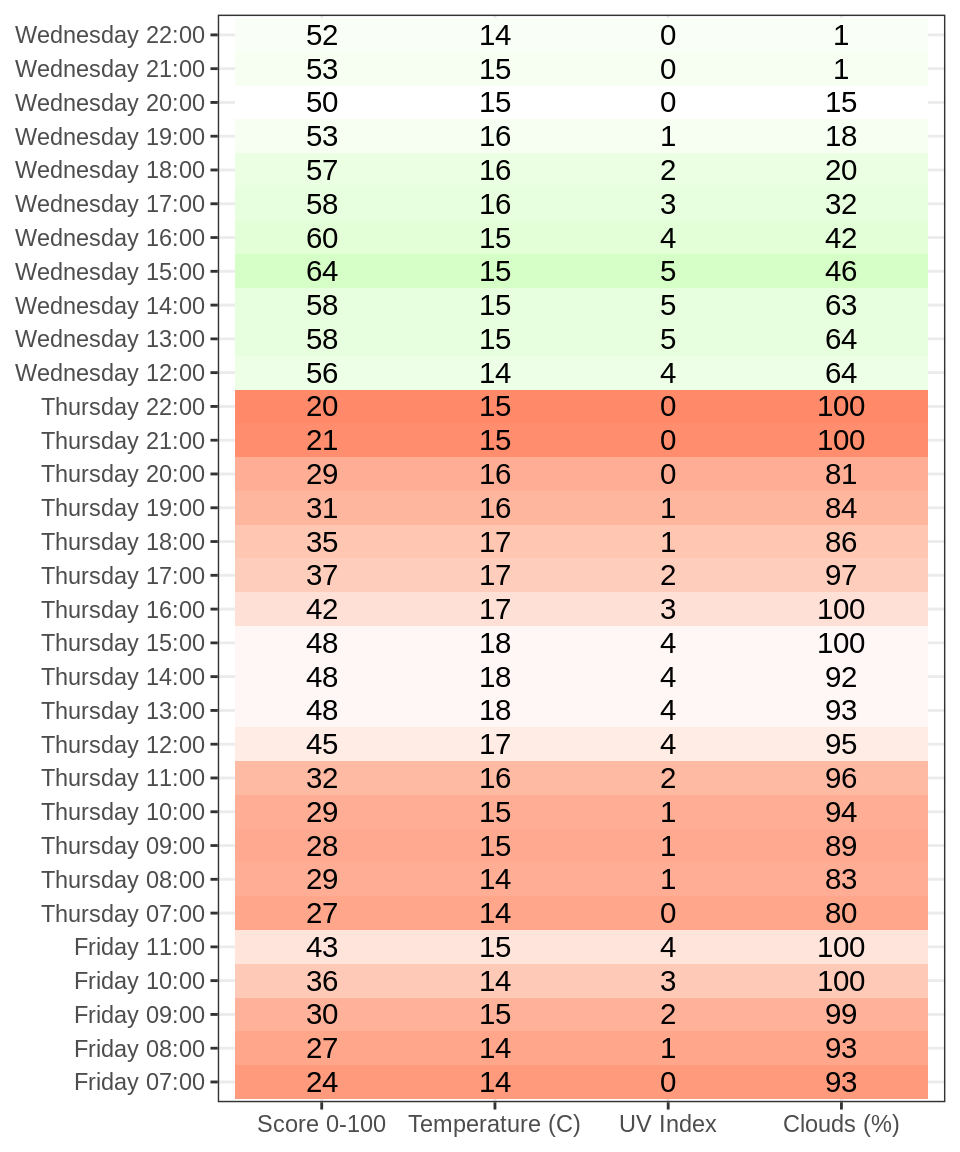 Wednesday 22:00 52 14 0 1
Wednesday 21:00 53 15 0 1
Wednesday 20:00 50 15 0 15
Wednesday 19:00 53 16 1 18
Wednesday 18:00 57 16 2 20
Wednesday 17:00 58 16 3 32
Wednesday 16:00 60 15 4 42
Wednesday 15:00 64 15 5 46
Wednesday 14:00 58 15 5 63
Wednesday 13:00 58 15 5 64
Wednesday 12:00 56 14 4 64
Thursday 22:00 20 15 0 100
Thursday 21:00 21 15 0 100
Thursday 20:00 29 16 0 81
Thursday 19:00 31 16 1 84
Thursday 18:00 35 17 1 86
Thursday 17:00 37 17 2 97
Thursday 16:00 42 17 3 100
Thursday 15:00 48 18 4 100
Thursday 14:00 48 18 4 92
Thursday 13:00 48 18 4 93
Thursday 12:00 45 17 4 95
Thursday 11:00 32 16 2 96
Thursday 10:00 29 15 1 94
Thursday 09:00 28 15 1 89
Thursday 08:00 29 14 1 83
Thursday 07:00 27 14 0 80
Friday 11:00 43 15 4 100
Friday 10:00 36 14 3 100
Friday 09:00 30 15 2 99
Friday 08:00 27 14 1 93
Friday 07:00 24 14 0 93
Score 0-100 Temperature (C) UV Index Clouds (%)